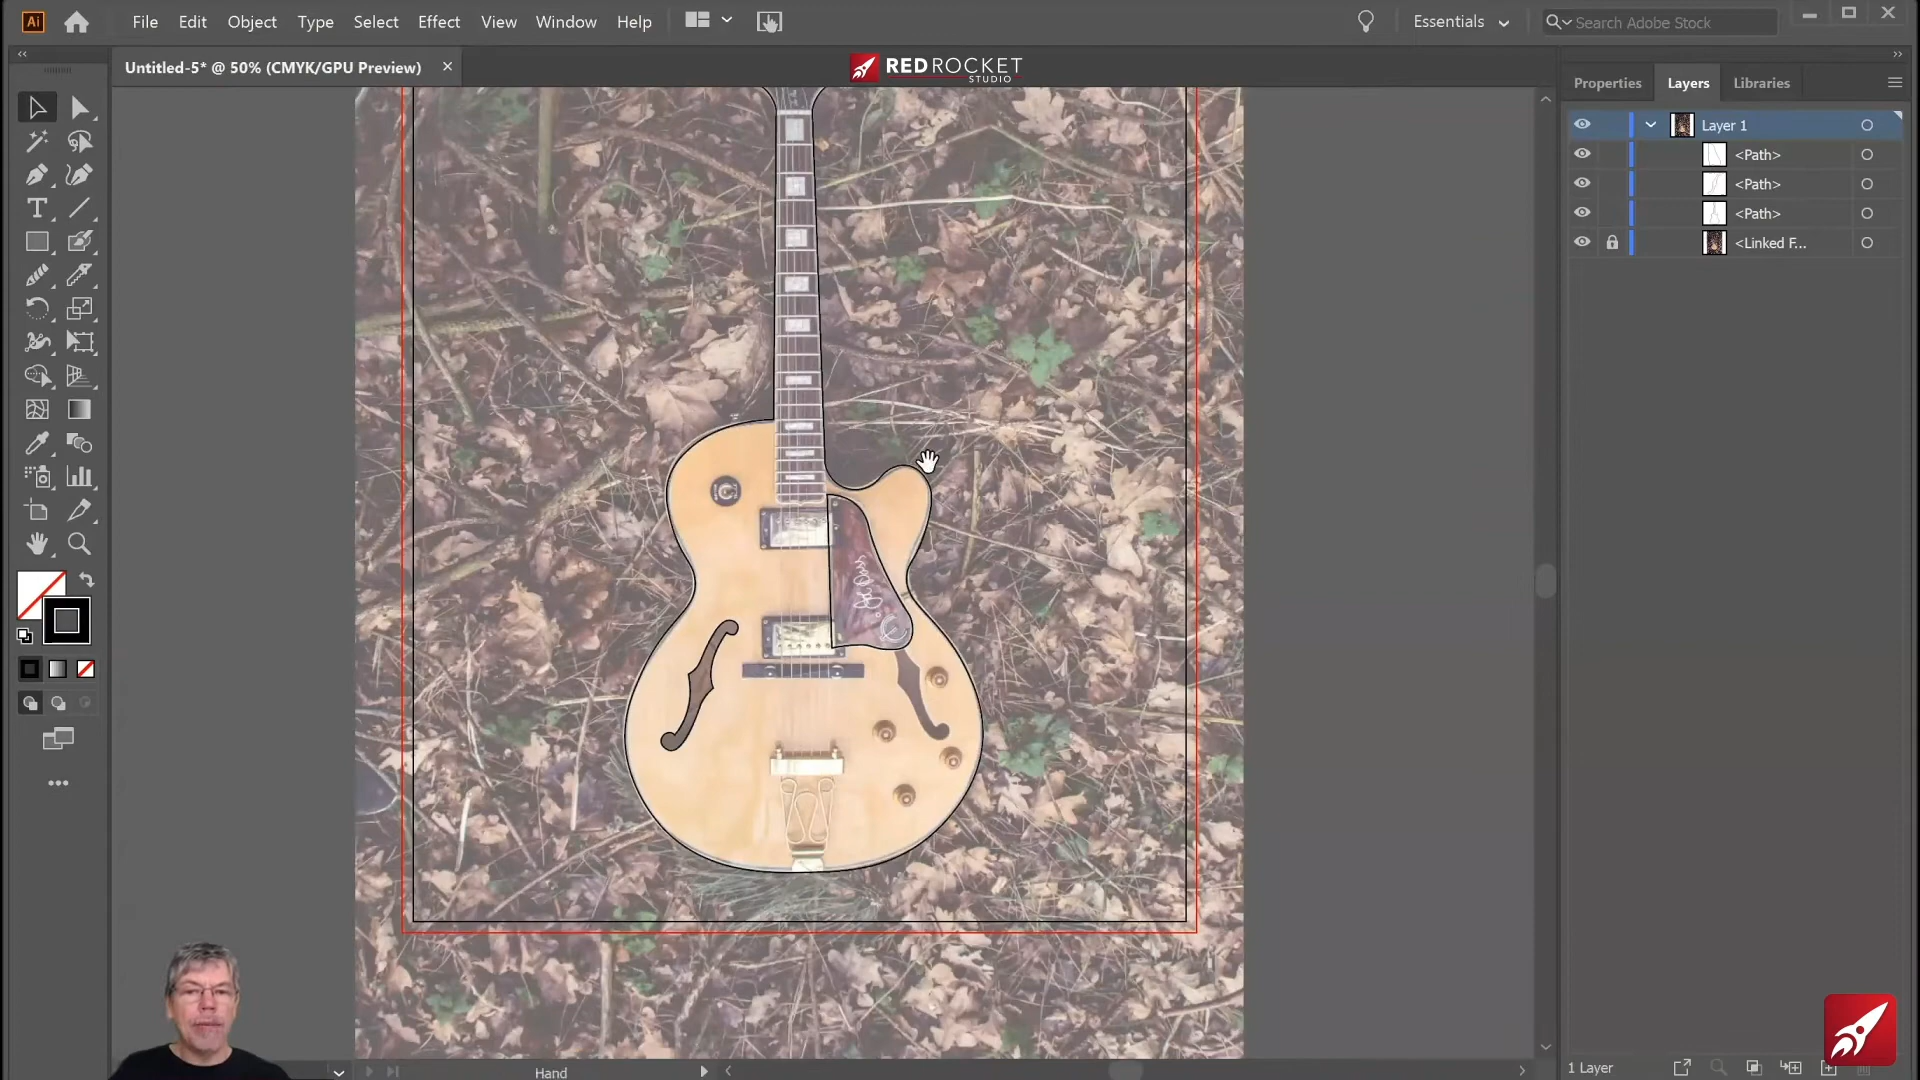 Ai
File Edit Object Type Select Effect View Window Help
Essentials
Search Adobe Stock
Untitled-5* @ 50% (CMYK/GPU Preview)
REDROCKET
STUDIO
Properties Layers Libraries
Layer 1
<Path>
<Path>
<Path>
<Linked F...
Hand
1 Layer